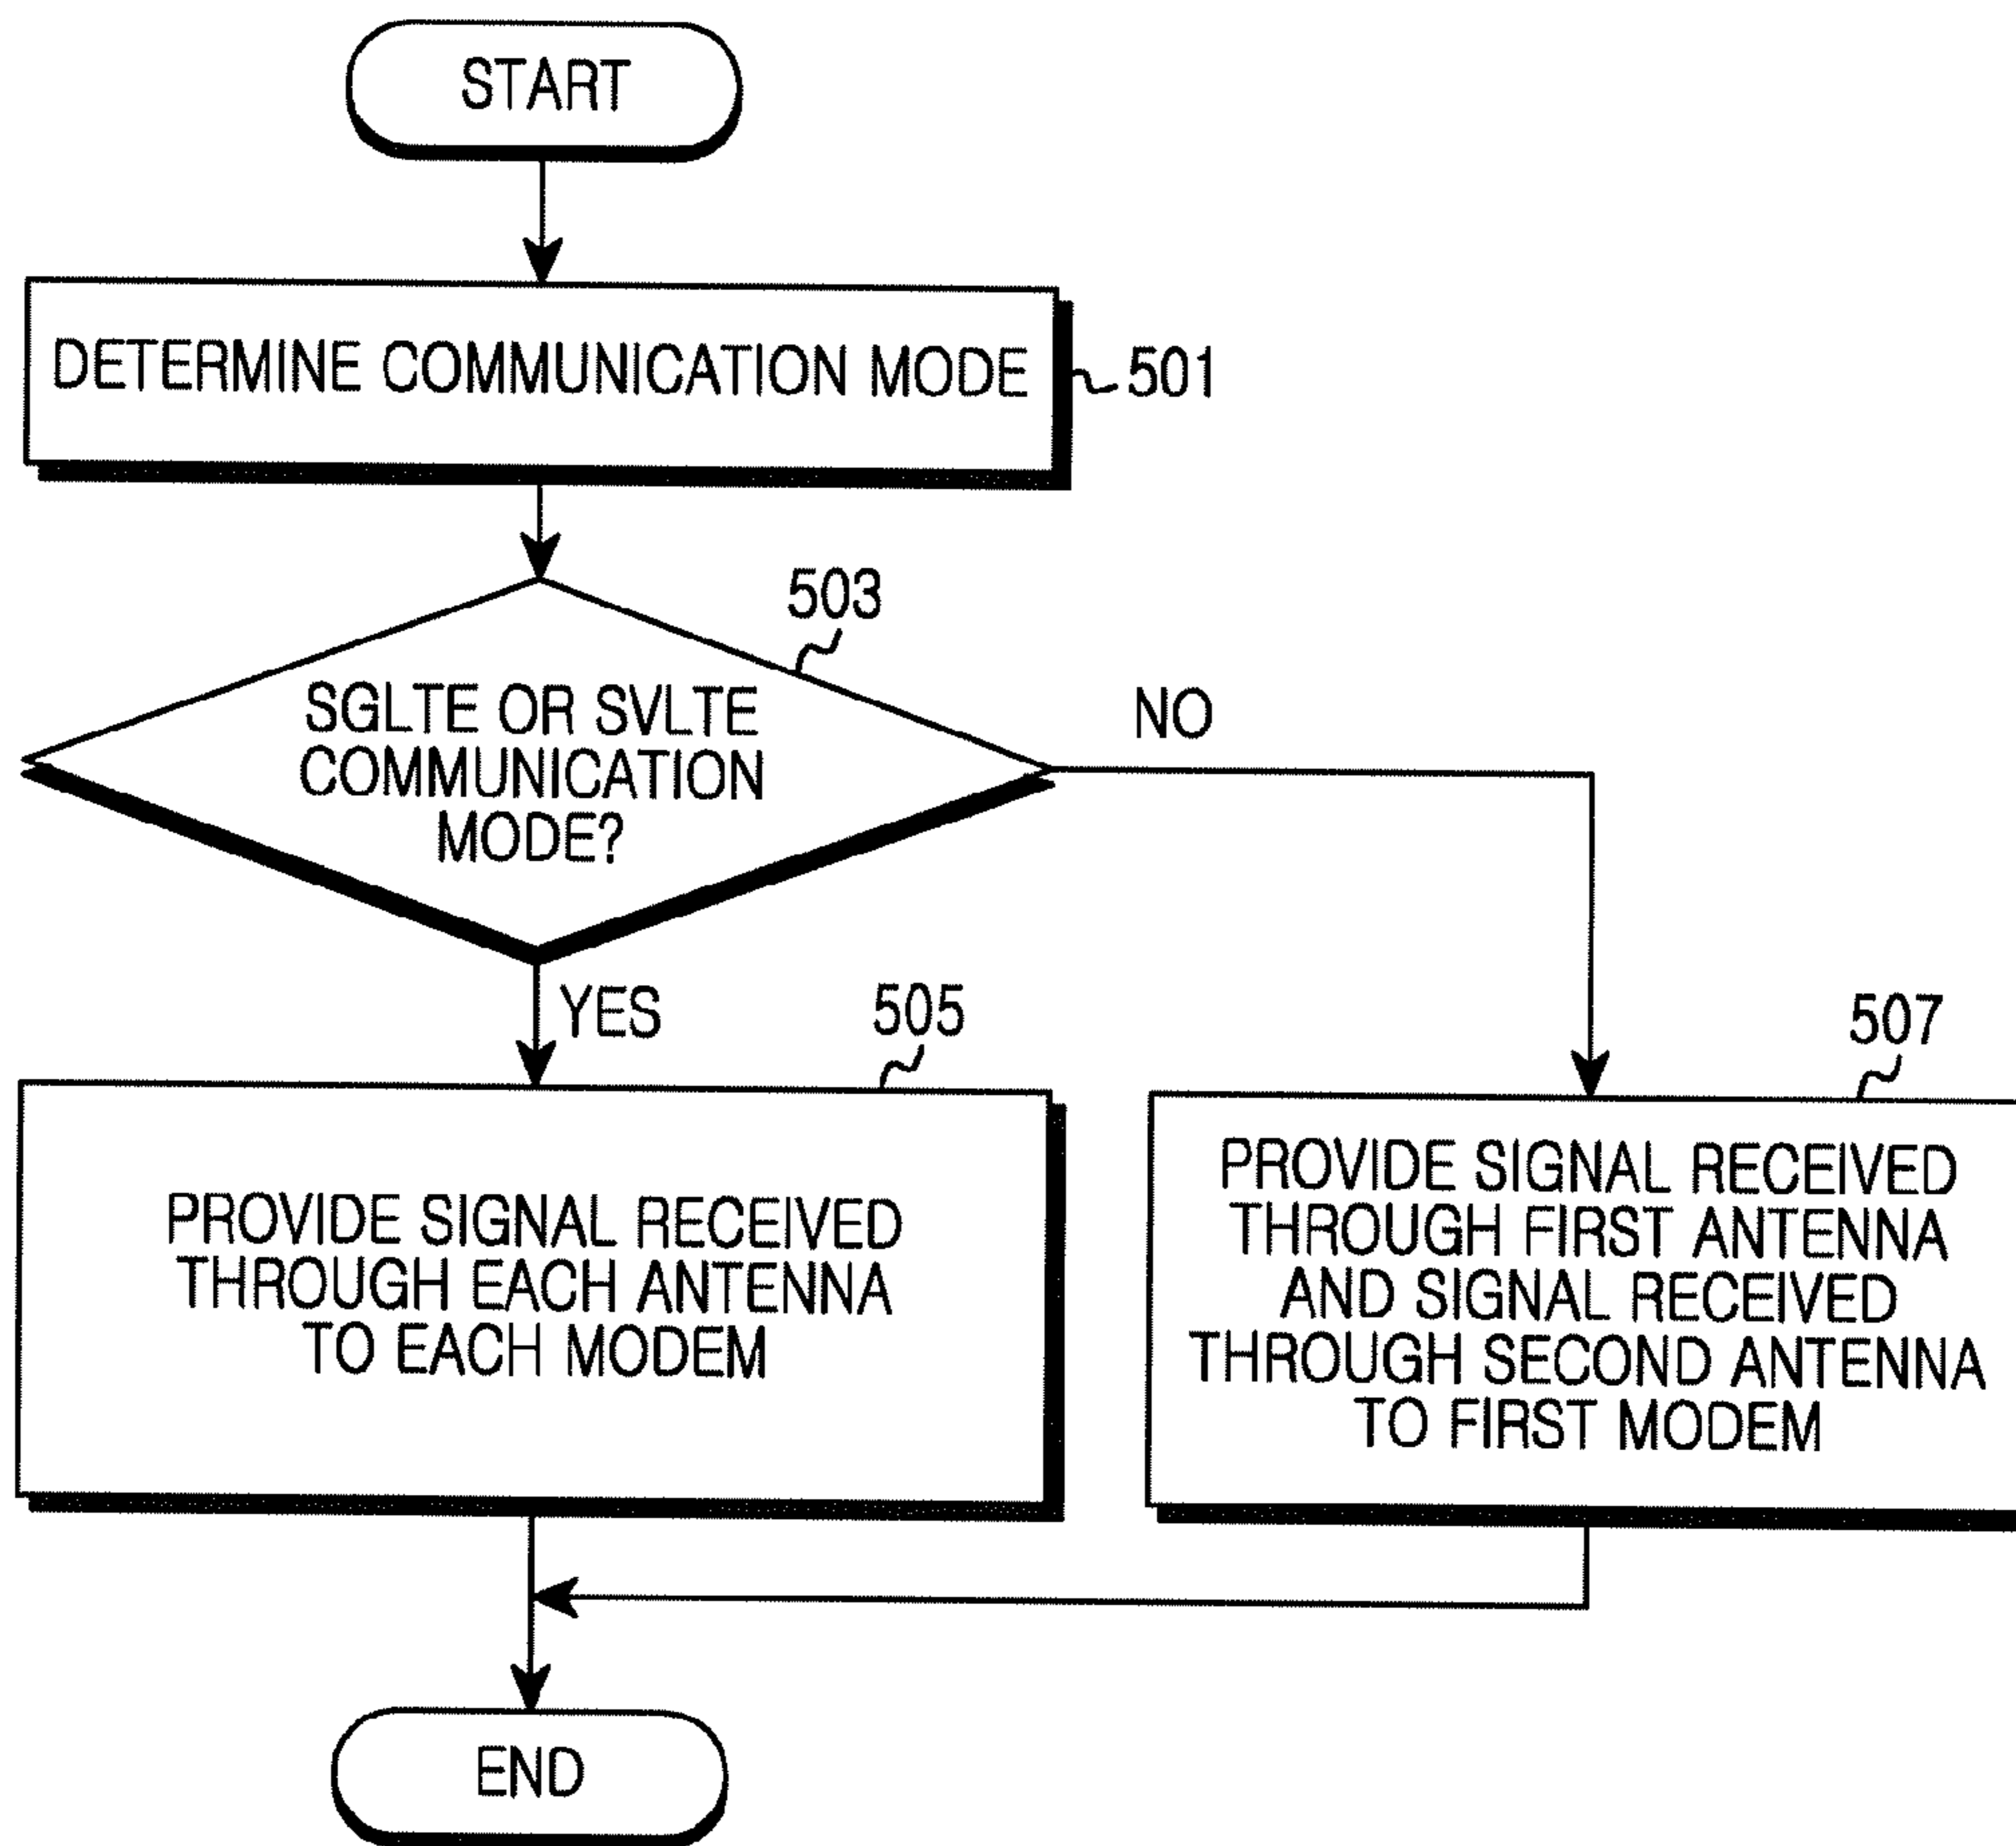 START
DETERMINE COMMUNICATION MODE
501
503
SGLTE OR SVLTE
COMMUNICATION
MODE?
NO
YES
505
PROVIDE SIGNAL RECEIVED
THROUGH EACH ANTENNA
TO EACH MODEM
507
PROVIDE SIGNAL RECEIVED
THROUGH FIRST ANTENNA
AND SIGNAL RECEIVED
THROUGH SECOND ANTENNA
TO FIRST MODEM
END